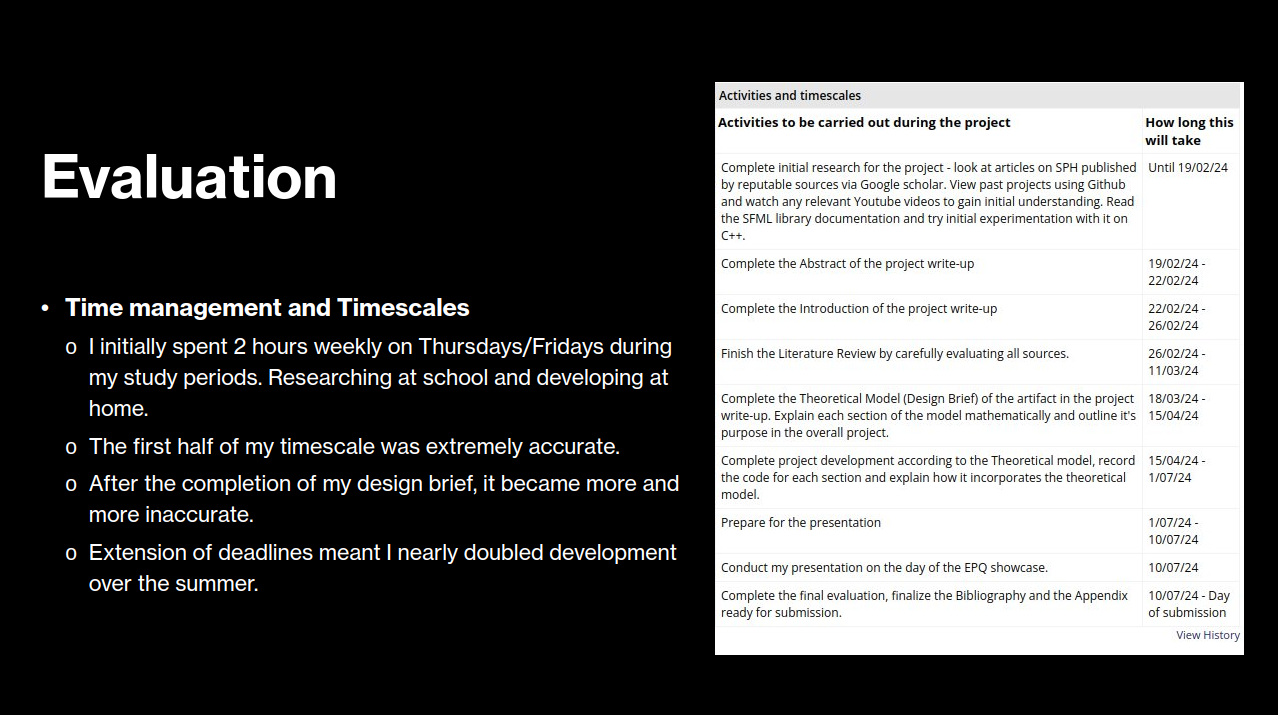 Evaluation
• Time management and Timescales
o I initially spent 2 hours weekly on Thursdays/Fridays during
my study periods. Researching at school and developing at
home.
o The first half of my timescale was extremely accurate.
o After the completion of my design brief, it became more and
more inaccurate.
o Extension of deadlines meant I nearly doubled development
over the summer.
Activities and timescales
Activities to be carried out during the project
How long this
will take
Complete initial research for the project - look at articles on SPH published
by reputable sources via Google scholar. View past projects using Github
and watch any relevant Youtube videos to gain initial understanding. Read
the SFML library documentation and try initial experimentation with it on
C++.
Until 19/02/24
Complete the Abstract of the project write-up
19/02/24 -
22/02/24
Complete the Introduction of the project write-up
22/02/24 -
26/02/24
Finish the Literature Review by carefully evaluating all sources.
26/02/24 -
11/03/24
Complete the Theoretical Model (Design Brief) of the artifact in the project
write-up. Explain each section of the model mathematically and outline it's
purpose in the overall project.
18/03/24 -
15/04/24
Complete project development according to the Theoretical model, record
the code for each section and explain how it incorporates the theoretical
model.
15/04/24 -
1/07/24
Prepare for the presentation
1/07/24 -
10/07/24
Conduct my presentation on the day of the EPQ showcase.
10/07/24
Complete the final evaluation, finalize the Bibliography and the Appendix
ready for submission.
10/07/24 - Day
of submission
View History